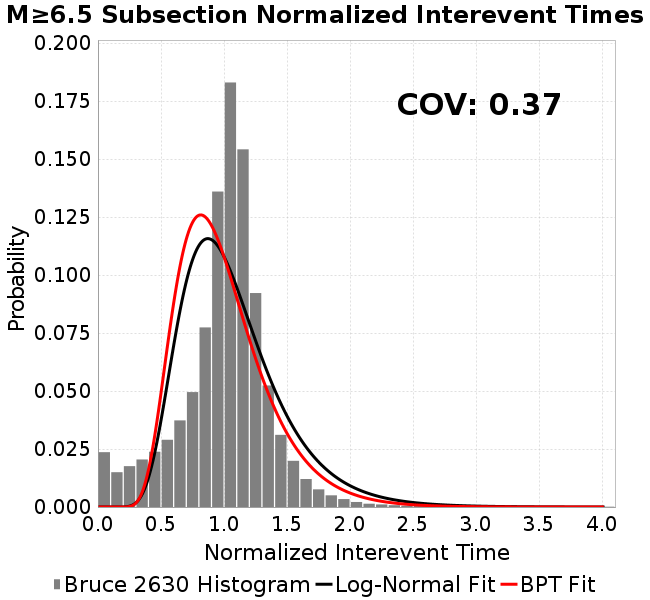 M≥6.5 Subsection Normalized Interevent Times
COV: 0.37
Probability
0.200
0.175
0.150
0.125
0.100
0.075
0.050
0.025
0.000
0.0 0.5 1.0 1.5 2.0 2.5 3.0 3.5 4.0
Normalized Interevent Time
Bruce 2630 Histogram Log-Normal Fit BPT Fit